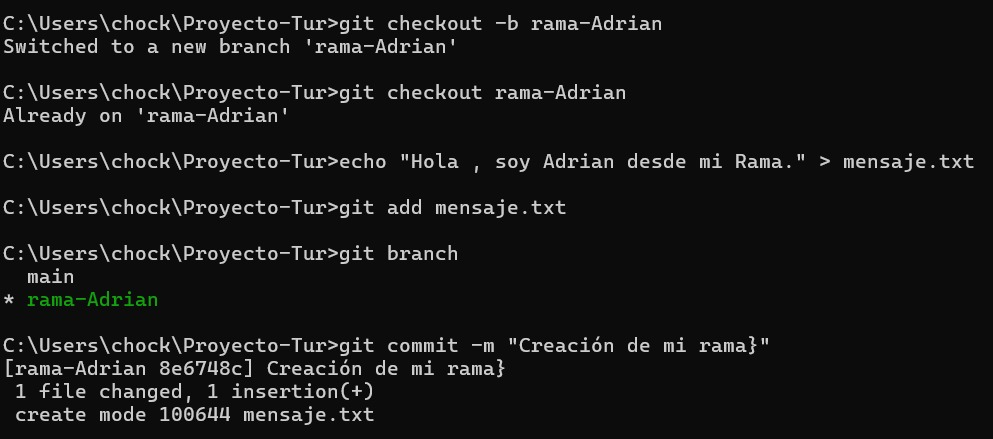 C:\Users\chock\Proyecto-Tur>git checkout -b rama-Adrian
Switched to a new branch 'rama-Adrian'
C:\Users\chock\Proyecto-Tur>git checkout rama-Adrian
Already on 'rama-Adrian'
C:\Users\chock\Proyecto-Tur>echo "Hola , soy Adrian desde mi Rama." > mensaje.txt
C:\Users\chock\Proyecto-Tur>git add mensaje.txt
C:\Users\chock\Proyecto-Tur>git branch
  main
* rama-Adrian
C:\Users\chock\Proyecto-Tur>git commit -m "Creación de mi rama}"
[rama-Adrian 8e6748c] Creación de mi rama}
 1 file changed, 1 insertion(+)
 create mode 100644 mensaje.txt